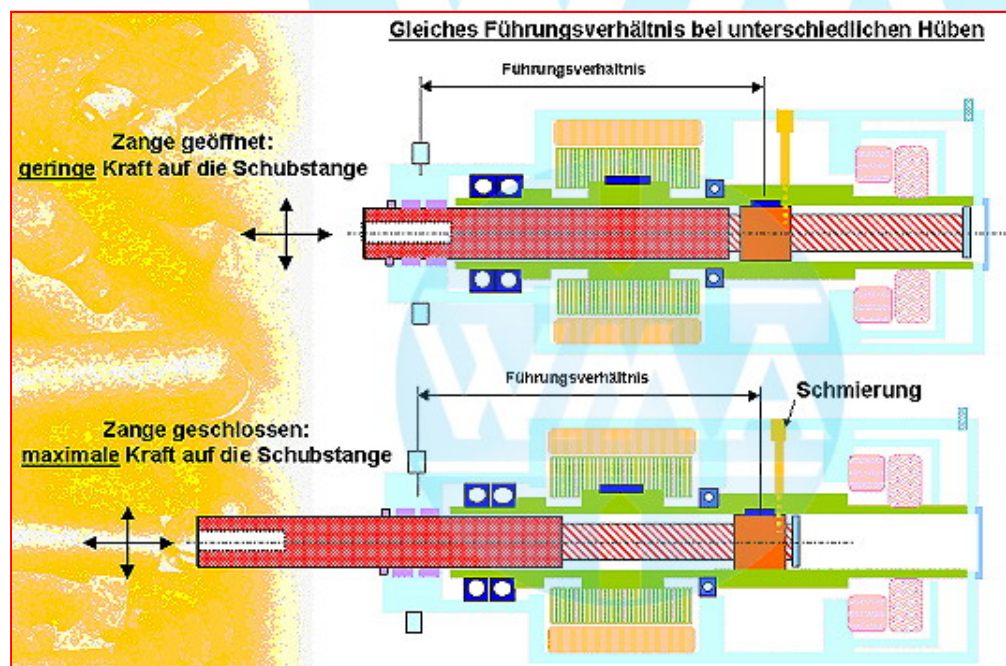 Gleiches Führungsverhältnis bei unterschiedlichen Hüben
Führungsverhältnis
Zange geöffnet:
geringe Kraft auf die Schubstange
Führungsverhältnis
Schmierung
Zange geschlossen:
maximale Kraft auf die Schubstange
WMA